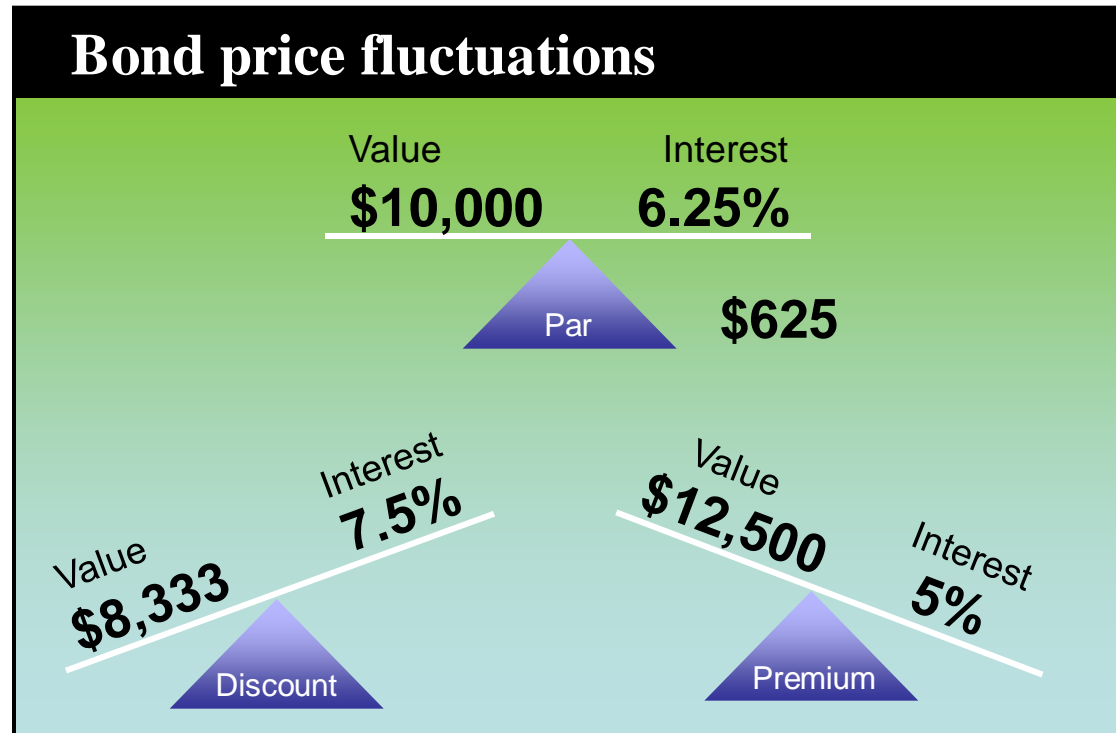 Bond price fluctuations
Value Interest
$10,000 6.25%
Par
$625
Value Interest
$8,333 7.5%
Discount
Value Interest
$12,500 5%
Premium